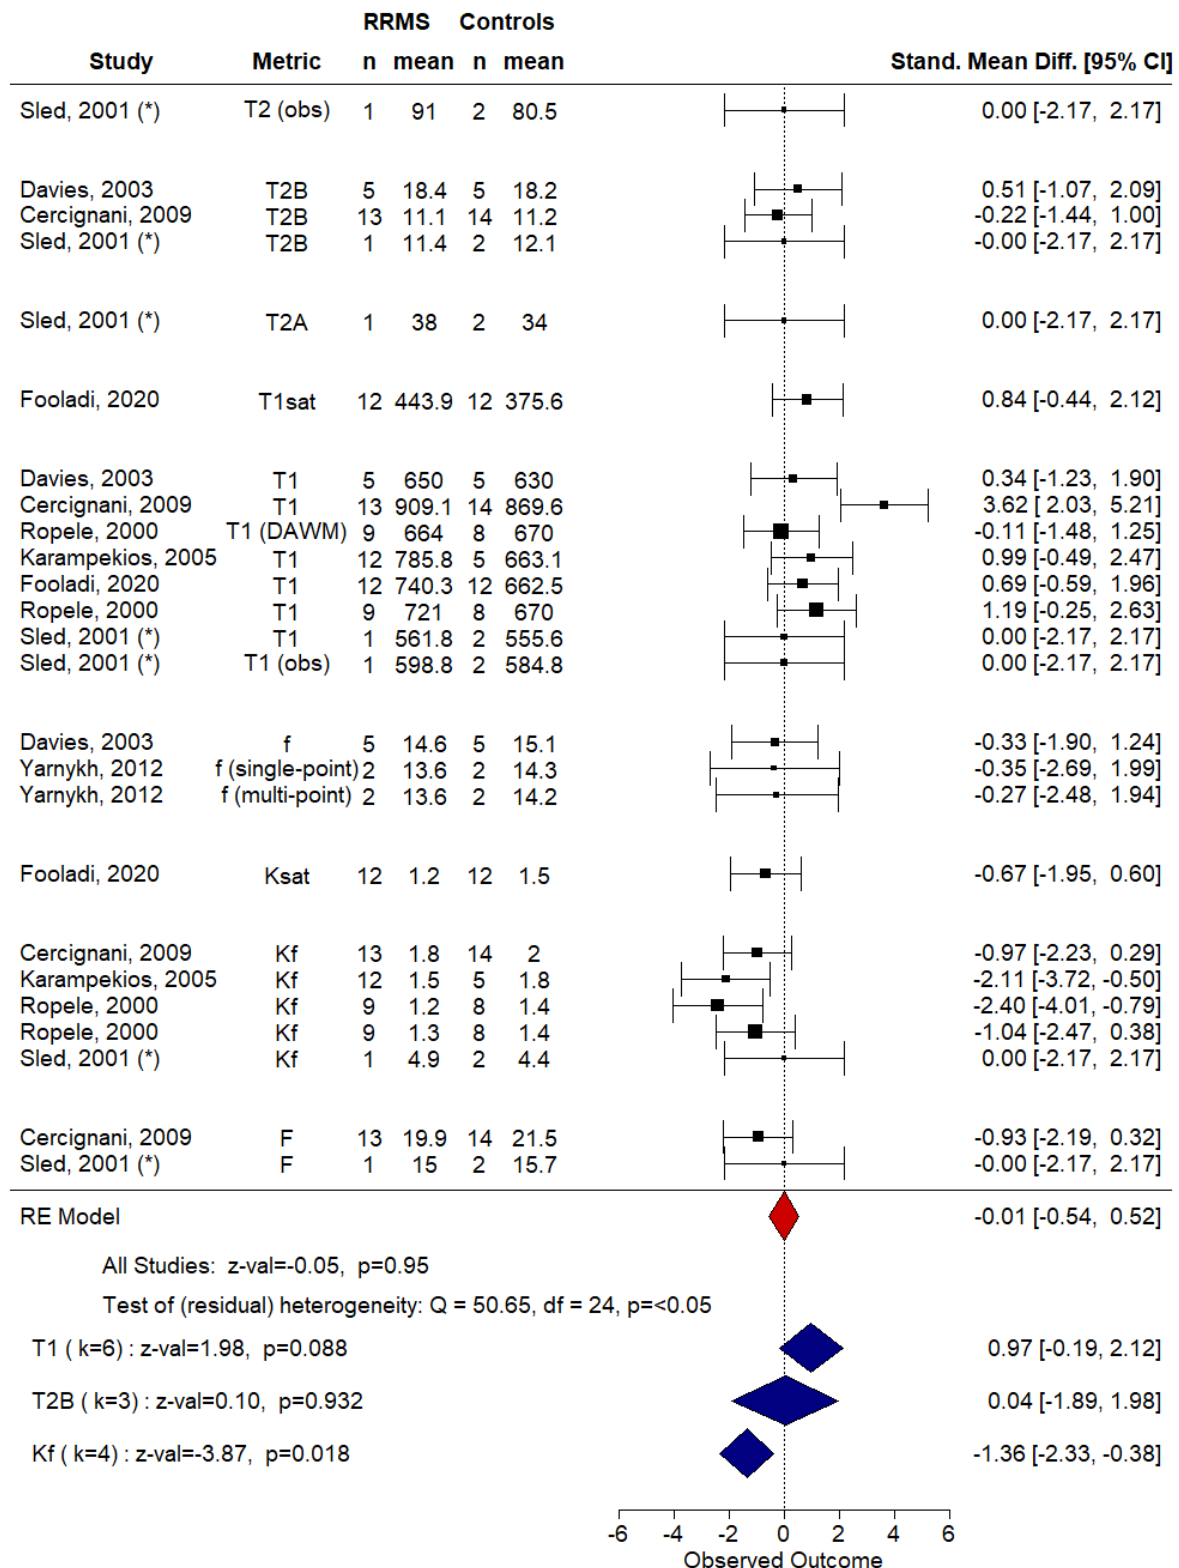 RRMS Controls
Study Metric n mean n mean Stand. Mean Diff. [95% CI]
Sled, 2001 (*) T2 (obs) 1 91 2 80.5 0.00 [-2.17, 2.17]
Davies, 2003 T2B 5 18.4 5 18.2 0.51 [-1.07, 2.09]
Cercignani, 2009 T2B 13 11.1 14 11.2 -0.22 [-1.44, 1.00]
Sled, 2001 (*) T2B 1 11.4 2 12.1 -0.00 [-2.17, 2.17]
Sled, 2001 (*) T2A 1 38 2 34 0.00 [-2.17, 2.17]
Fooladi, 2020 T1sat 12 443.9 12 375.6 0.84 [-0.44, 2.12]
Davies, 2003 T1 5 650 5 630 0.34 [-1.23, 1.90]
Cercignani, 2009 T1 13 909.1 14 869.6 3.62 [ 2.03, 5.21]
Ropele, 2000 T1 (DAWM) 9 664 8 670 -0.11 [-1.48, 1.25]
Karampekios, 2005 T1 12 785.8 5 663.1 0.99 [-0.49, 2.47]
Fooladi, 2020 T1 12 740.3 12 662.5 0.69 [-0.59, 1.96]
Ropele, 2000 T1 9 721 8 670 1.19 [-0.25, 2.63]
Sled, 2001 (*) T1 1 561.8 2 555.6 0.00 [-2.17, 2.17]
Sled, 2001 (*) T1 (obs) 1 598.8 2 584.8 0.00 [-2.17, 2.17]
Davies, 2003 f 5 14.6 5 15.1 -0.33 [-1.90, 1.24]
Yarnykh, 2012 f (single-point) 2 13.6 2 14.3 -0.35 [-2.69, 1.99]
Yarnykh, 2012 f (multi-point) 2 13.6 2 14.2 -0.27 [-2.48, 1.94]
Fooladi, 2020 Ksat 12 1.2 12 1.5 -0.67 [-1.95, 0.60]
Cercignani, 2009 Kf 13 1.8 14 2 -0.97 [-2.23, 0.29]
Karampekios, 2005 Kf 12 1.5 5 1.8 -2.11 [-3.72, -0.50]
Ropele, 2000 Kf 9 1.2 8 1.4 -2.40 [-4.01, -0.79]
Ropele, 2000 Kf 9 1.3 8 1.4 -1.04 [-2.47, 0.38]
Sled, 2001 (*) Kf 1 4.9 2 4.4 0.00 [-2.17, 2.17]
Cercignani, 2009 F 13 19.9 14 21.5 -0.93 [-2.19, 0.32]
Sled, 2001 (*) F 1 15 2 15.7 -0.00 [-2.17, 2.17]
RE Model -0.01 [-0.54, 0.52]
All Studies: z-val=-0.05, p=0.95
Test of (residual) heterogeneity: Q = 50.65, df = 24, p=<0.05
T1 ( k=6) : z-val=1.98, p=0.088 0.97 [-0.19, 2.12]
T2B ( k=3) : z-val=0.10, p=0.932 0.04 [-1.89, 1.98]
Kf ( k=4) : z-val=-3.87, p=0.018 -1.36 [-2.33, -0.38]
-6 -4 -2 0 2 4 6
Observed Outcome